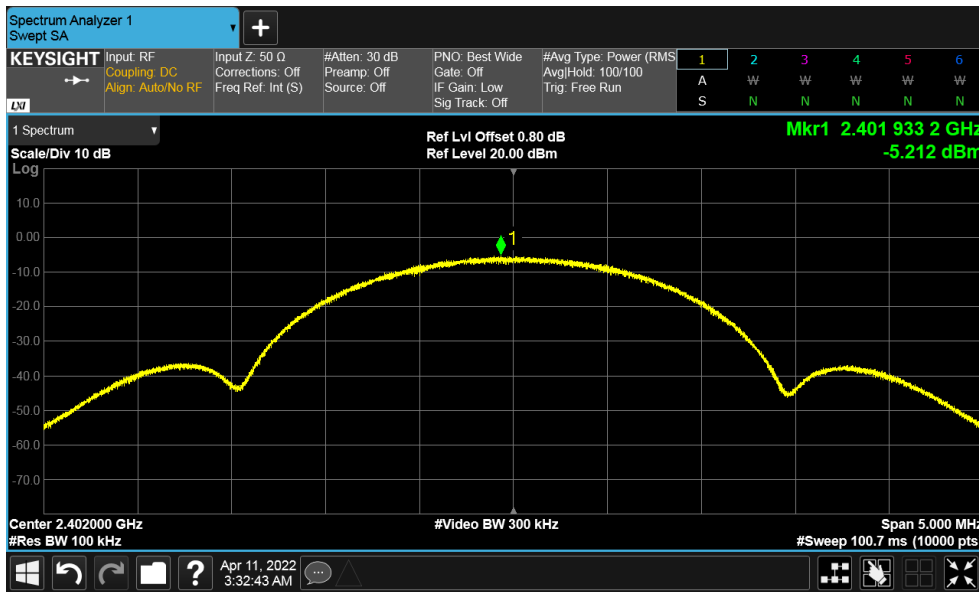 Spectrum Analyzer 1
Swept SA
+
KEYSIGHT
LXI
Input: RF
Coupling: DC
Align: Auto/No RF
Input Z: 50 Ω
Corrections: Off
Freq Ref: Int (S)
#Atten: 30 dB
Preamp: Off
Source: Off
PNO: Best Wide
Gate: Off
IF Gain: Low
Sig Track: Off
#Avg Type: Power (RMS
Avg|Hold: 100/100
Trig: Free Run
1 2 3 4 5 6
A W W W W W
S N N N N N
1 Spectrum
Scale/Div 10 dB
Log
Ref Lvl Offset 0.80 dB
Ref Level 20.00 dBm
Mkr1 2.401 933 2 GHz
-5.212 dBm
10.0
0.00
-10.0
-20.0
-30.0
-40.0
-50.0
-60.0
-70.0
1
Center 2.402000 GHz
#Res BW 100 kHz
#Video BW 300 kHz
Span 5.000 MHz
#Sweep 100.7 ms (10000 pts
?
Apr 11, 2022
3:32:43 AM